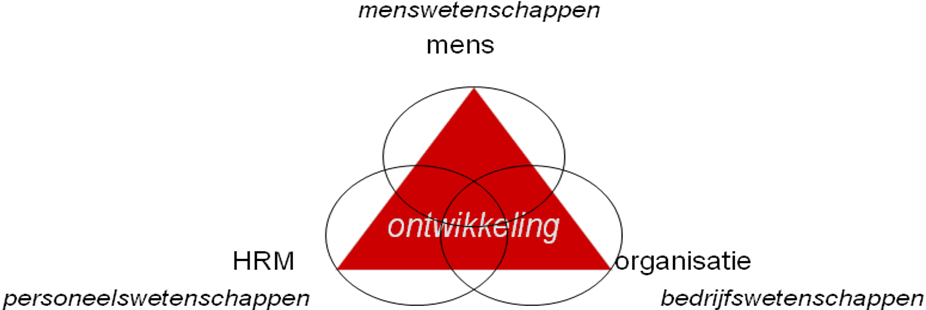 menswetenschappen
mens
ontwikkeling
HRM
organisatie
personeelswetenschappen
bedrijfswetenschappen